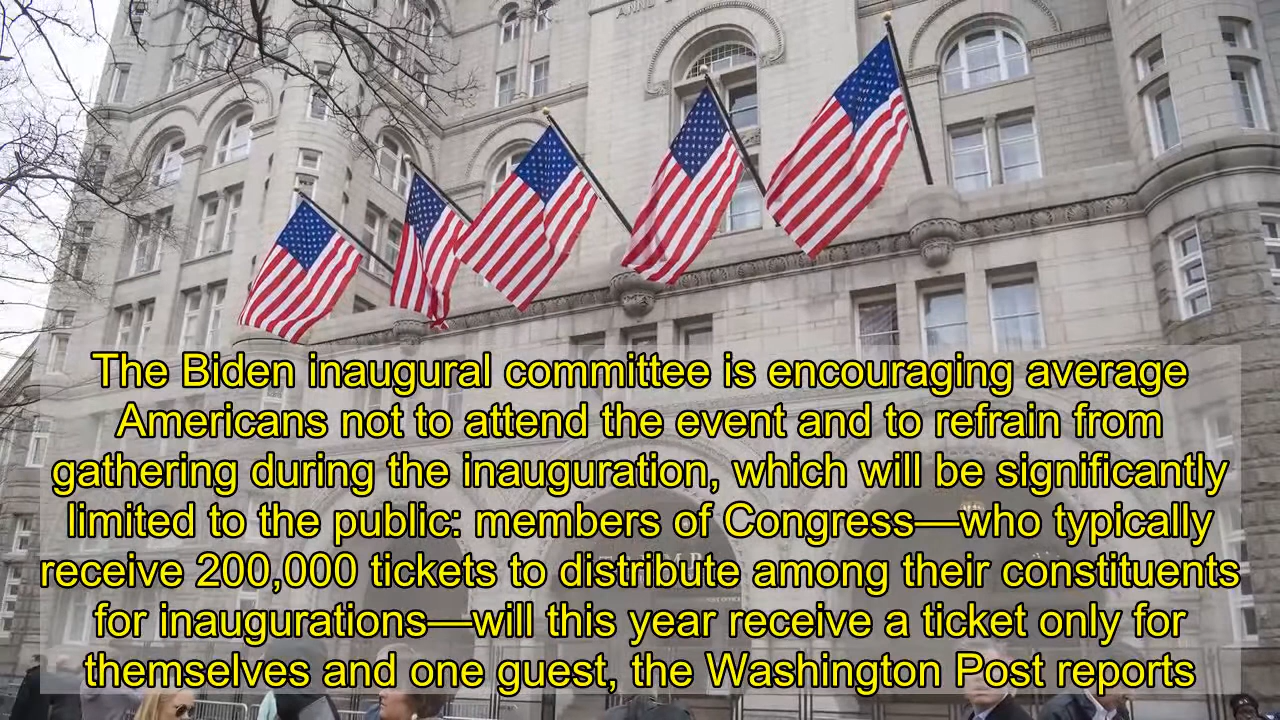 The Biden inaugural committee is encouraging average
Americans not to attend the event and to refrain from
gathering during the inauguration, which will be significantly
limited to the public: members of Congress—who typically
receive 200,000 tickets to distribute among their constituents
for inaugurations—will this year receive a ticket only for
themselves and one guest, the Washington Post reports